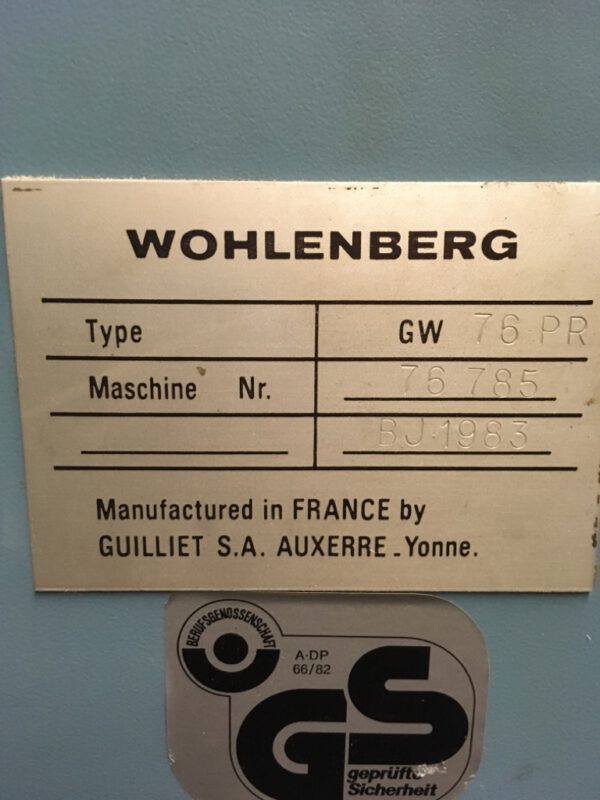 WOHLENBERG
Type GW 76 PR
Maschine Nr. 76 785
BJ.1983
Manufactured in FRANCE by
GUILLIET S.A. AUXERRE - Yonne.
BERUFSGENOSSENSCHAFT
A-DP
66/82
GS
geprüfte
Sicherheit